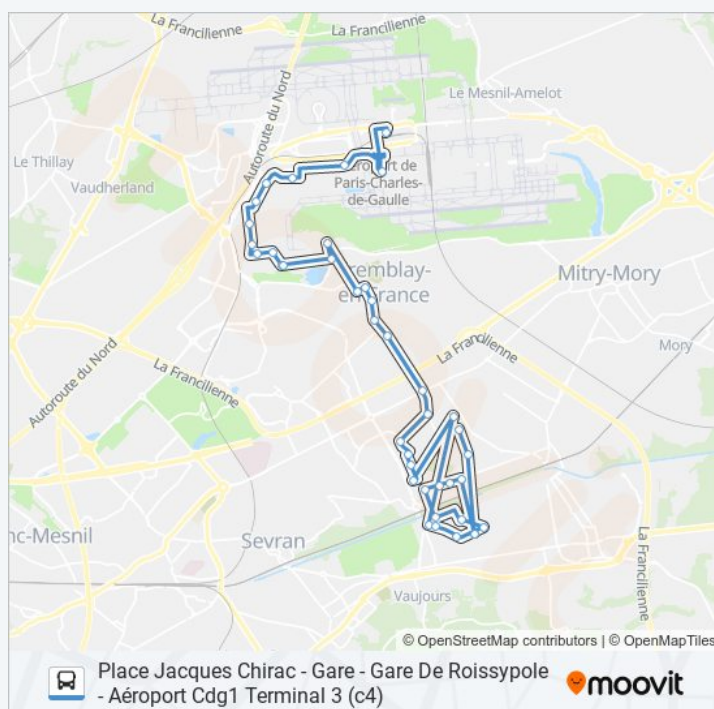 La Francilienne
La Francilienne
Autoroute du Nord
Le Mesnil-Amelot
Le Thillay
Vaudherland
Aéroport de
Paris-Charles-
de-Gaulle
Tremblay-
en-France
Mitry-Mory
La Francilienne
Mory
Autoroute du Nord
La Francilienne
nc-Mesnil
Sevran
La Francilienne
Vaujours
© OpenStreetMap contributors | © OpenMapTiles
Place Jacques Chirac - Gare - Gare De Roissypole
- Aéroport Cdg1 Terminal 3 (c4)
moovit